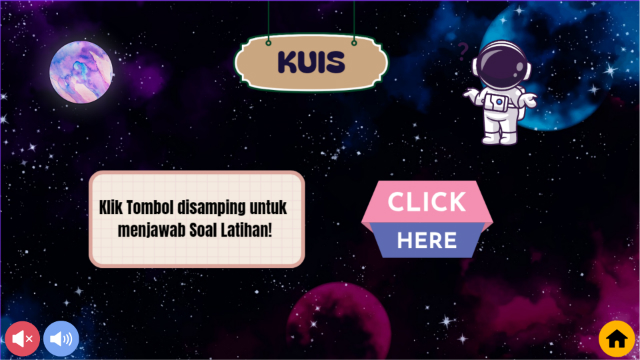 KUIS
?
Klik Tombol disamping untuk
menjawab Soal Latihan!
CLICK
HERE